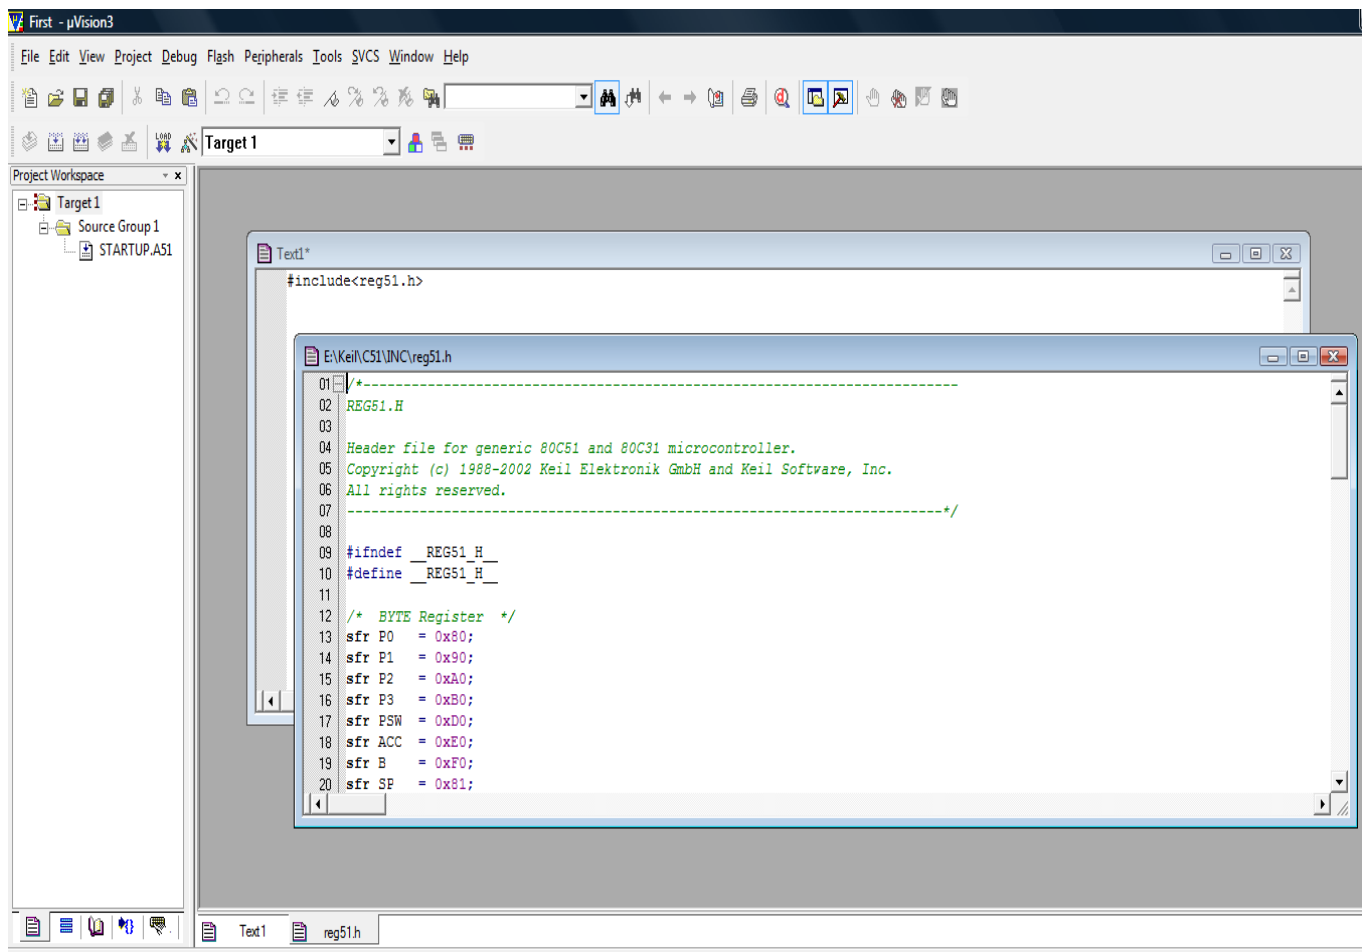 First - µVision3
File Edit View Project Debug Flash Peripherals Tools SVCS Window Help
LOAD
Target 1
Project Workspace
Target 1
Source Group 1
STARTUP.A51
Text1*
#include<reg51.h>
E:\Keil\C51\INC\reg51.h
01 /*--------------------------------------------------------------------------
02 REG51.H
03
04 Header file for generic 80C51 and 80C31 microcontroller.
05 Copyright (c) 1988-2002 Keil Elektronik GmbH and Keil Software, Inc.
06 All rights reserved.
07 --------------------------------------------------------------------------*/
08
09 #ifndef __REG51_H__
10 #define __REG51_H__
11
12 /*  BYTE Register  */
13 sfr P0   = 0x80;
14 sfr P1   = 0x90;
15 sfr P2   = 0xA0;
16 sfr P3   = 0xB0;
17 sfr PSW  = 0xD0;
18 sfr ACC  = 0xE0;
19 sfr B    = 0xF0;
20 sfr SP   = 0x81;
Text1 reg51.h